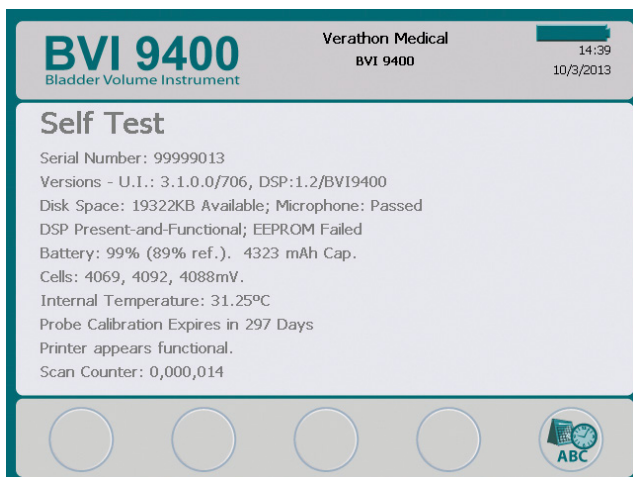 BVI 9400
Bladder Volume Instrument
Verathon Medical
BVI 9400
14:39
10/3/2013
Self Test
Serial Number: 99999013
Versions - U.I.: 3.1.0.0/706, DSP:1.2/BVI9400
Disk Space: 19322KB Available; Microphone: Passed
DSP Present-and-Functional; EEPROM Failed
Battery: 99% (89% ref.).  4323 mAh Cap.
Cells: 4069, 4092, 4088mV.
Internal Temperature: 31.25ºC
Probe Calibration Expires in 297 Days
Printer appears functional.
Scan Counter: 0,000,014
ABC